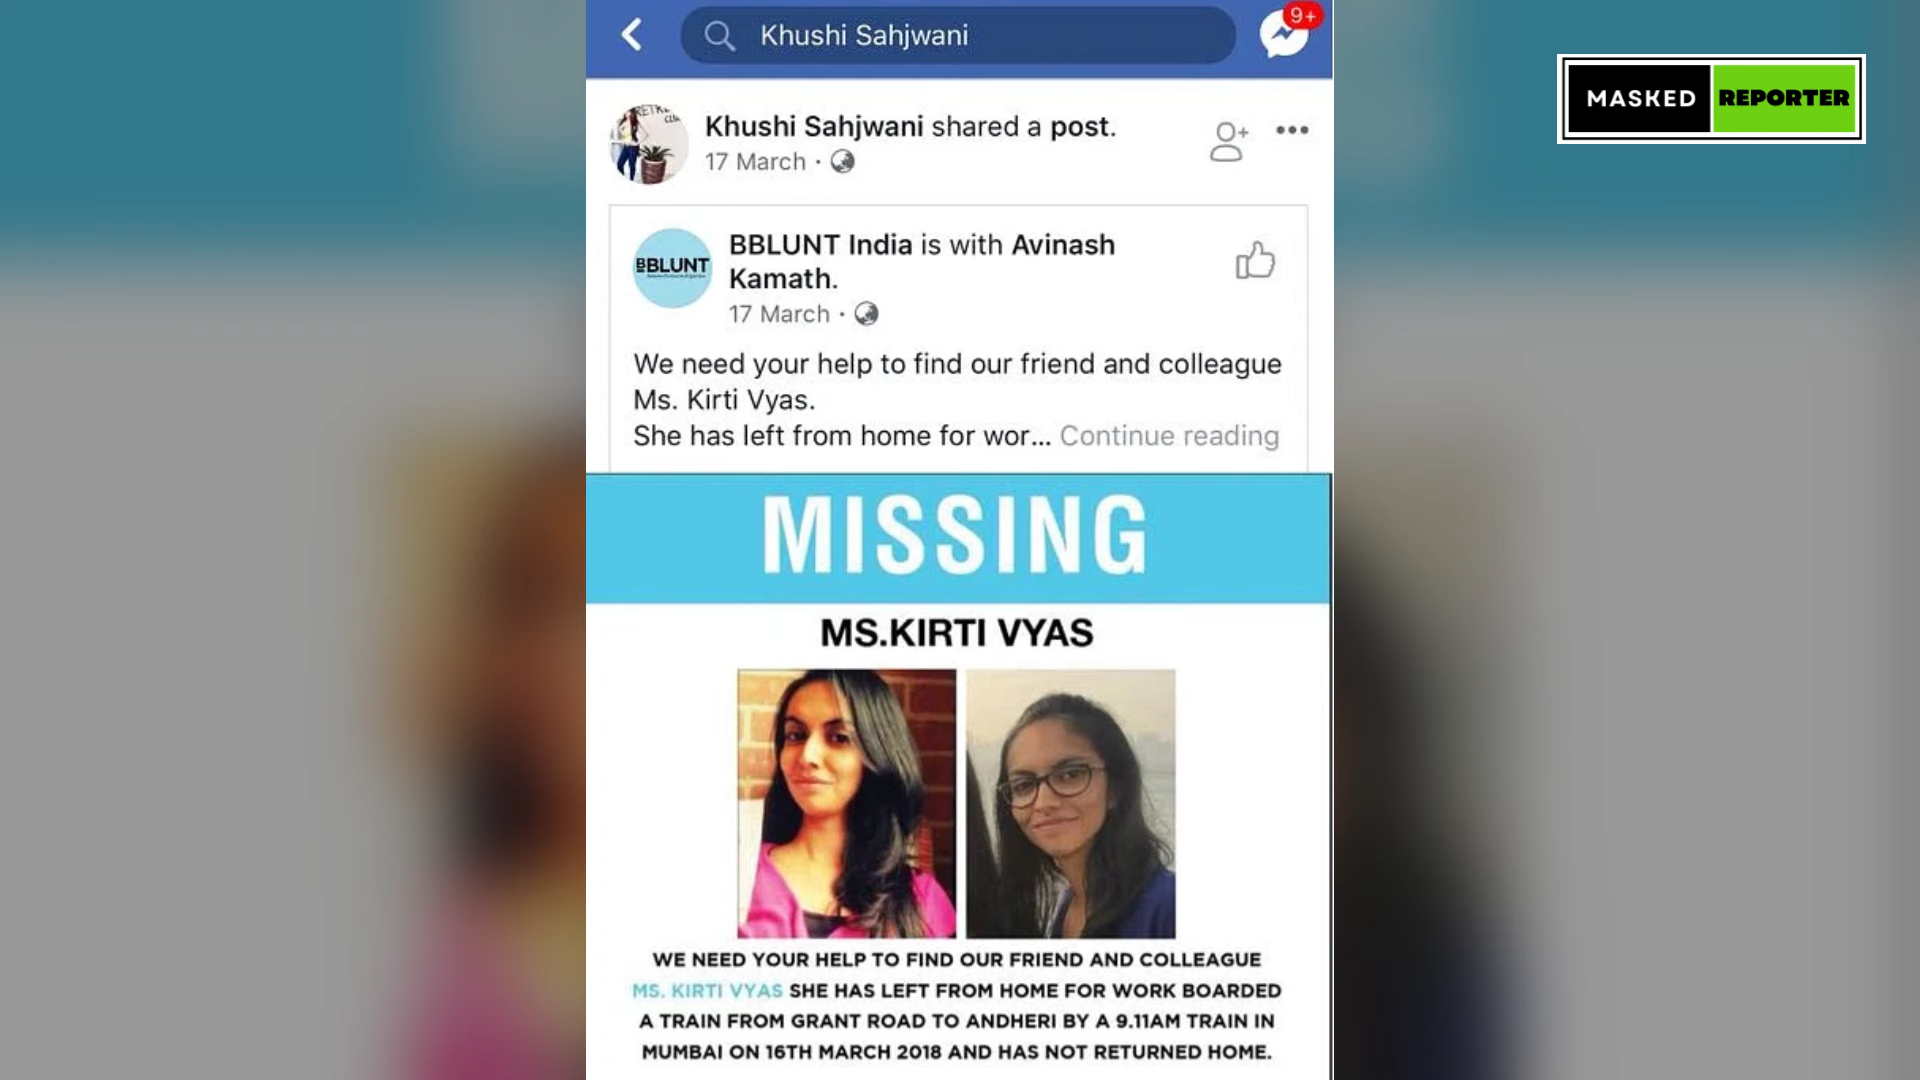 Khushi Sahjwani
9+
MASKED REPORTER
Khushi Sahjwani shared a post.
17 March ·
BBLUNT
BBLUNT India is with Avinash
Kamath.
17 March ·
We need your help to find our friend and colleague
Ms. Kirti Vyas.
She has left from home for wor... Continue reading
MISSING
MS.KIRTI VYAS
WE NEED YOUR HELP TO FIND OUR FRIEND AND COLLEAGUE
MS. KIRTI VYAS SHE HAS LEFT FROM HOME FOR WORK BOARDED
A TRAIN FROM GRANT ROAD TO ANDHERI BY A 9.11AM TRAIN IN
MUMBAI ON 16TH MARCH 2018 AND HAS NOT RETURNED HOME.